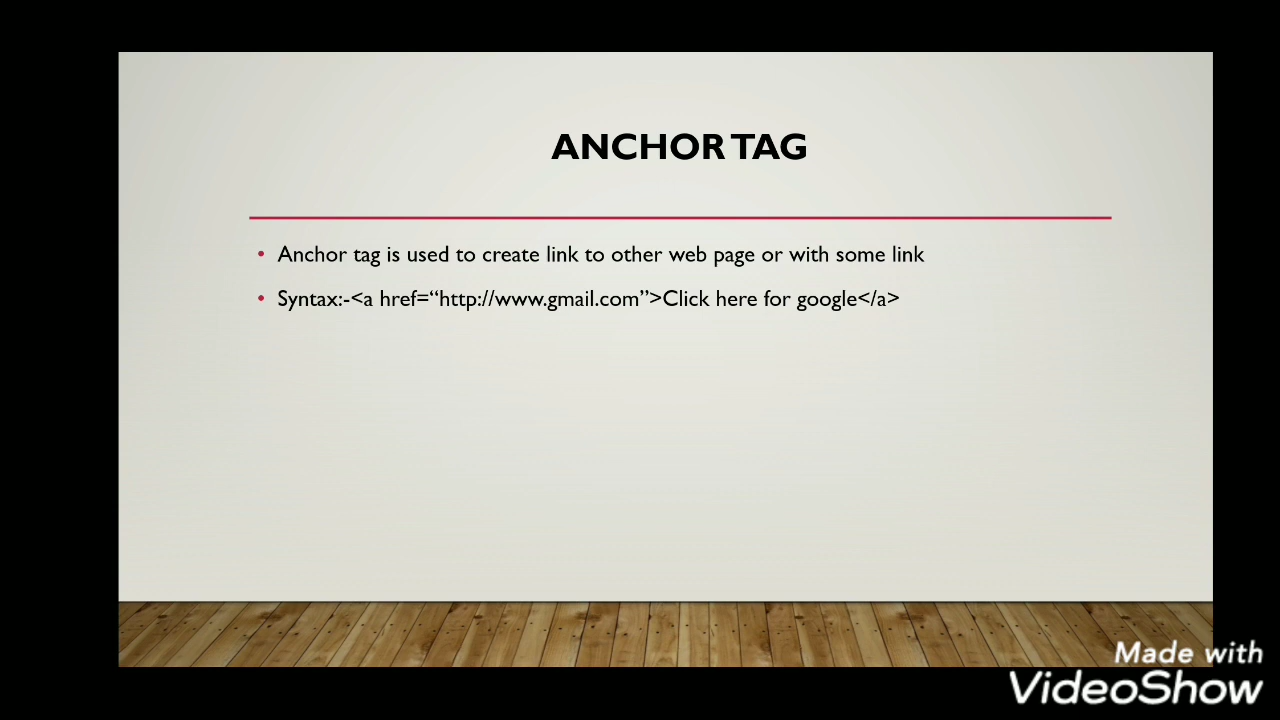 ANCHOR TAG
• Anchor tag is used to create link to other web page or with some link
• Syntax:-<a href=“http://www.gmail.com”>Click here for google</a>
Made with
VideoShow